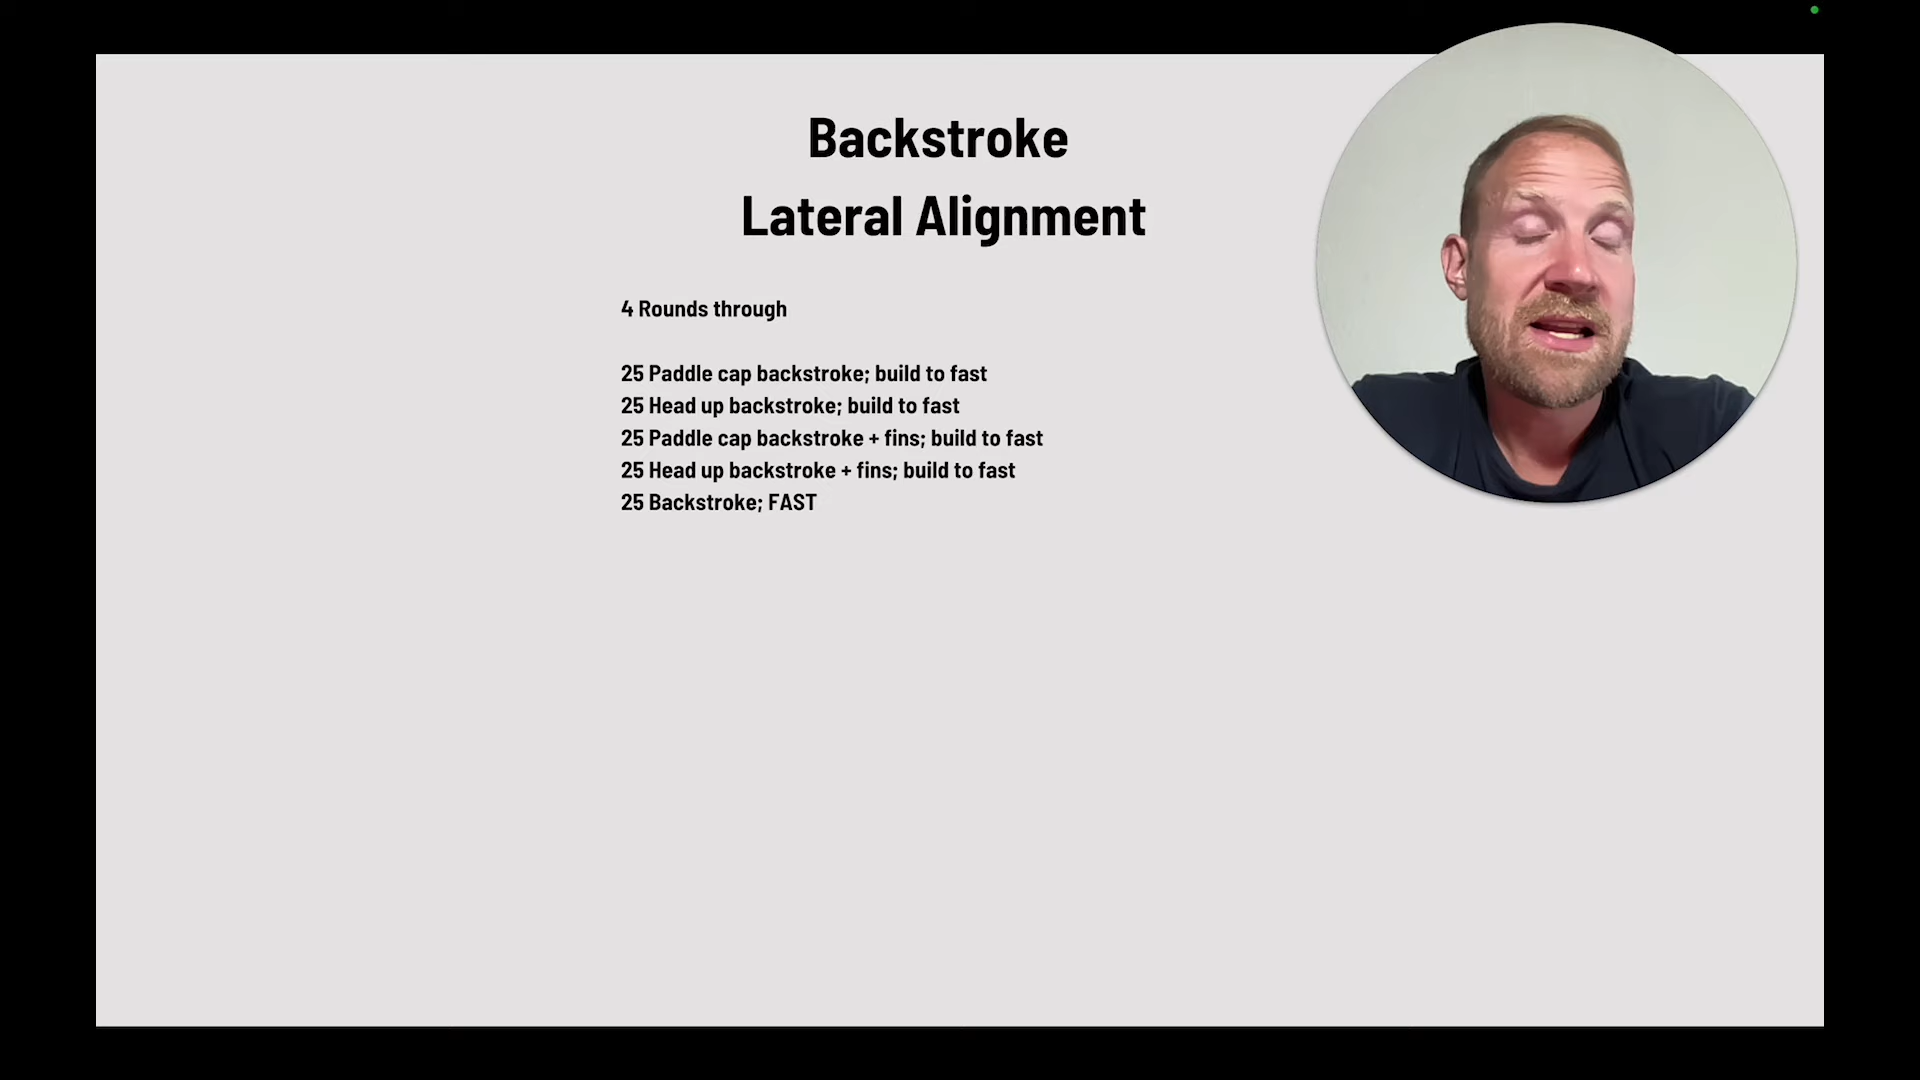 Backstroke
Lateral Alignment
4 Rounds through
25 Paddle cap backstroke; build to fast
25 Head up backstroke; build to fast
25 Paddle cap backstroke + fins; build to fast
25 Head up backstroke + fins; build to fast
25 Backstroke; FAST